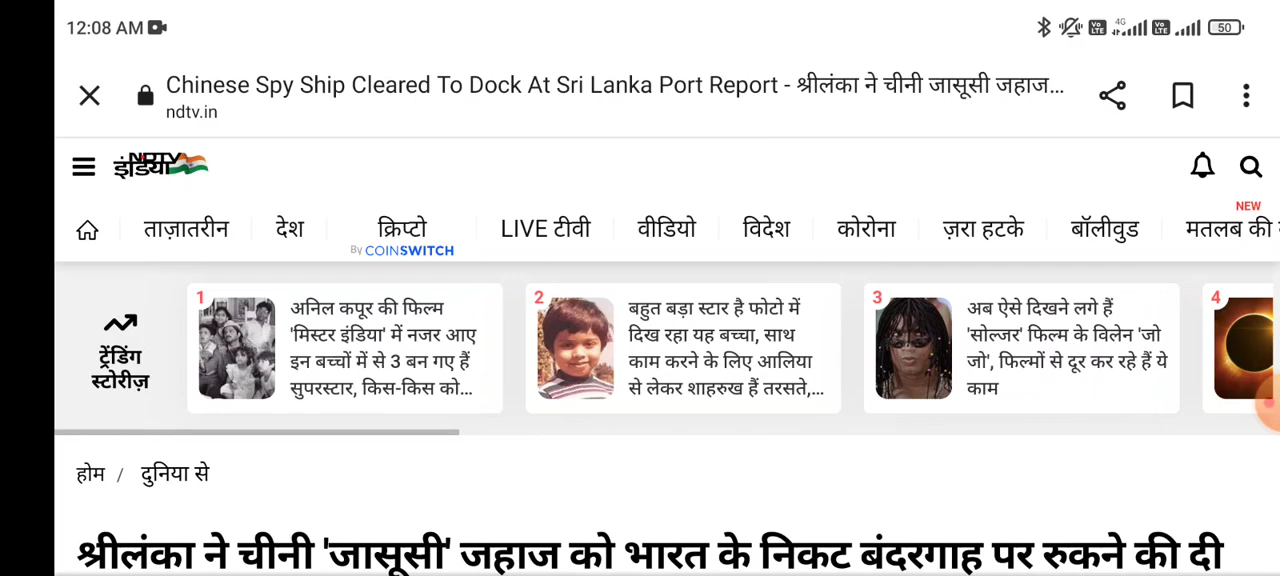 12:08 AM
4G
50
Chinese Spy Ship Cleared To Dock At Sri Lanka Port Report - श्रीलंका ने चीनी जासूसी जहाज...
ndtv.in
NDTV
इंडिया
ताज़ातरीन देश क्रिप्टो LIVE टीवी वीडियो विदेश कोरोना ज़रा हटके बॉलीवुड मतलब की
NEW
By COINSWITCH
ट्रेंडिंग
स्टोरीज़
1
अनिल कपूर की फिल्म
'मिस्टर इंडिया' में नजर आए
इन बच्चों में से 3 बन गए हैं
सुपरस्टार, किस-किस को...
2
बहुत बड़ा स्टार है फोटो में
दिख रहा यह बच्चा, साथ
काम करने के लिए आलिया
से लेकर शाहरुख हैं तरसते,...
3
अब ऐसे दिखने लगे हैं
'सोल्जर' फिल्म के विलेन 'जो
जो', फिल्मों से दूर कर रहे हैं ये
काम
4
होम / दुनिया से
श्रीलंका ने चीनी 'जासूसी' जहाज को भारत के निकट बंदरगाह पर रुकने की दी